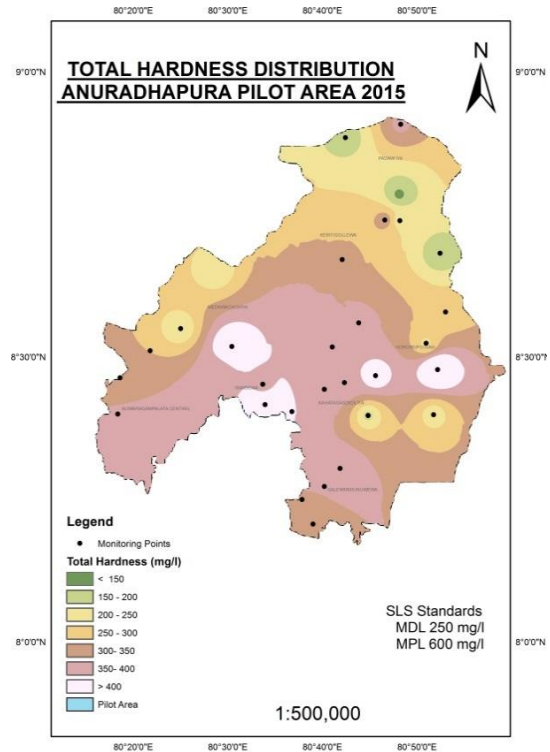 80°20'0"E 80°30'0"E 80°40'0"E 80°50'0"E
N
9°0'0"N 9°0'0"N
TOTAL HARDNESS DISTRIBUTION
ANURADHAPURA PILOT AREA 2015
8°30'0"N 8°30'0"N
Legend
Monitoring Points
Total Hardness (mg/l)
< 150
150 - 200
200 - 250
250 - 300
300- 350
350- 400
> 400
Pilot Area
SLS Standards
MDL 250 mg/l
MPL 600 mg/l
8°0'0"N 8°0'0"N
1:500,000
80°20'0"E 80°30'0"E 80°40'0"E 80°50'0"E